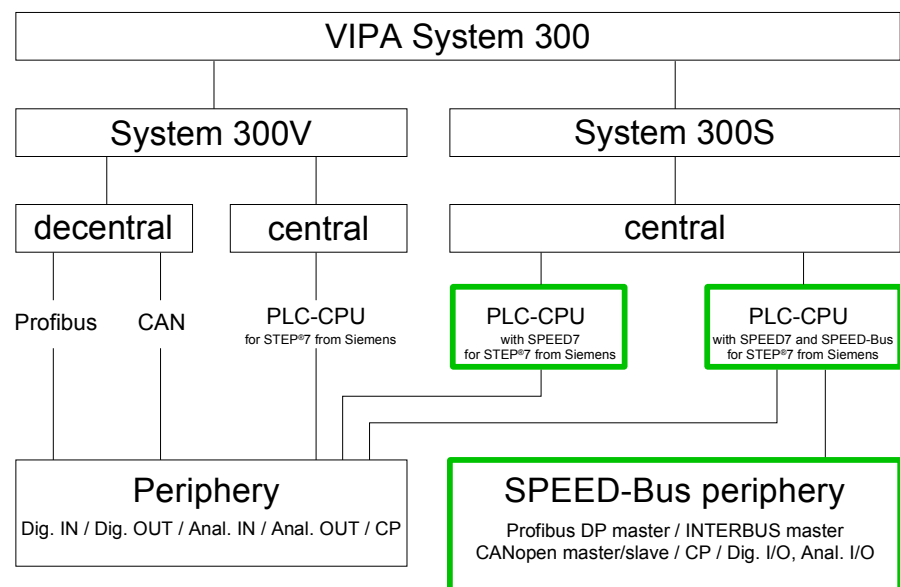 VIPA System 300
System 300V
System 300S
decentral
central
central
Profibus
CAN
PLC-CPU
for STEP®7 from Siemens
PLC-CPU
with SPEED7
for STEP®7 from Siemens
PLC-CPU
with SPEED7 and SPEED-Bus
for STEP®7 from Siemens
Periphery
Dig. IN / Dig. OUT / Anal. IN / Anal. OUT / CP
SPEED-Bus periphery
Profibus DP master / INTERBUS master
CANopen master/slave / CP / Dig. I/O, Anal. I/O